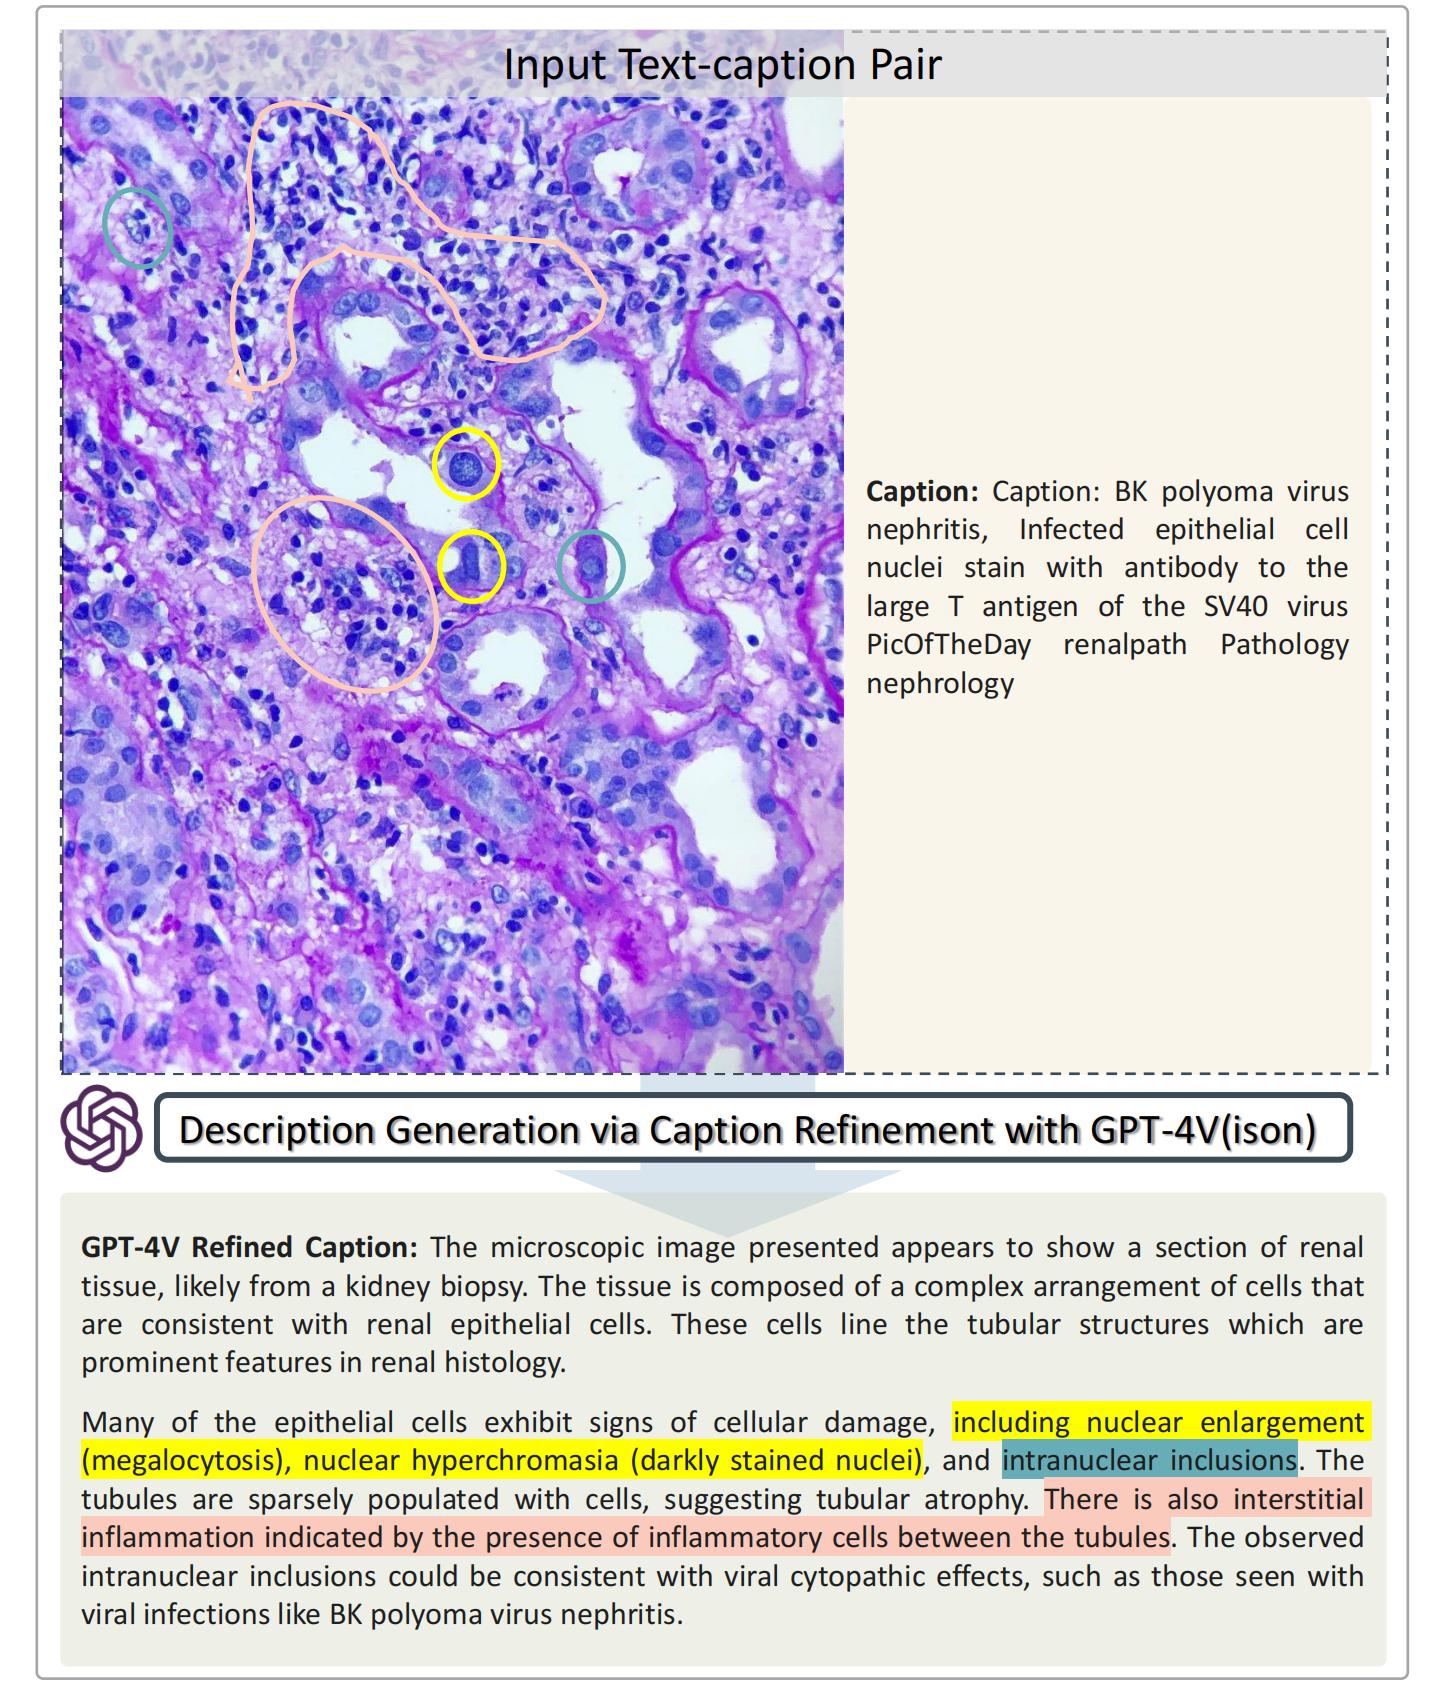 Input Text-caption Pair
Caption: Caption: BK polyoma virus
nephritis, Infected epithelial cell
nuclei stain with antibody to the
large T antigen of the SV40 virus
PicOfTheDay renalpath Pathology
nephrology
Description Generation via Caption Refinement with GPT-4V(ison)
GPT-4V Refined Caption: The microscopic image presented appears to show a section of renal
tissue, likely from a kidney biopsy. The tissue is composed of a complex arrangement of cells that
are consistent with renal epithelial cells. These cells line the tubular structures which are
prominent features in renal histology.
Many of the epithelial cells exhibit signs of cellular damage, including nuclear enlargement
(megalocytosis), nuclear hyperchromasia (darkly stained nuclei), and intranuclear inclusions. The
tubules are sparsely populated with cells, suggesting tubular atrophy. There is also interstitial
inflammation indicated by the presence of inflammatory cells between the tubules. The observed
intranuclear inclusions could be consistent with viral cytopathic effects, such as those seen with
viral infections like BK polyoma virus nephritis.